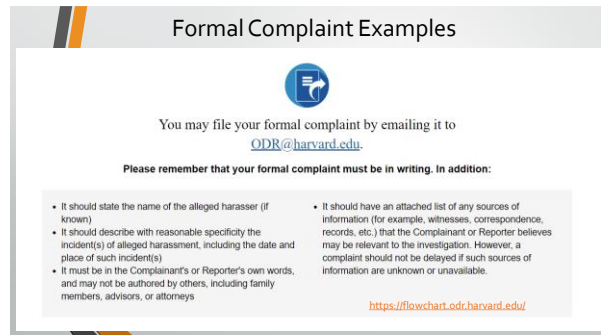 Formal Complaint Examples
You may file your formal complaint by emailing it to
ODR@harvard.edu.
Please remember that your formal complaint must be in writing. In addition:
• It should state the name of the alleged harasser (if
known)
• It should describe with reasonable specificity the
incident(s) of alleged harassment, including the date and
place of such incident(s)
• It must be in the Complainant's or Reporter's own words,
and may not be authored by others, including family
members, advisors, or attorneys
• It should have an attached list of any sources of
information (for example, witnesses, correspondence,
records, etc.) that the Complainant or Reporter believes
may be relevant to the investigation. However, a
complaint should not be delayed if such sources of
information are unknown or unavailable.
https://flowchart.odr.harvard.edu/